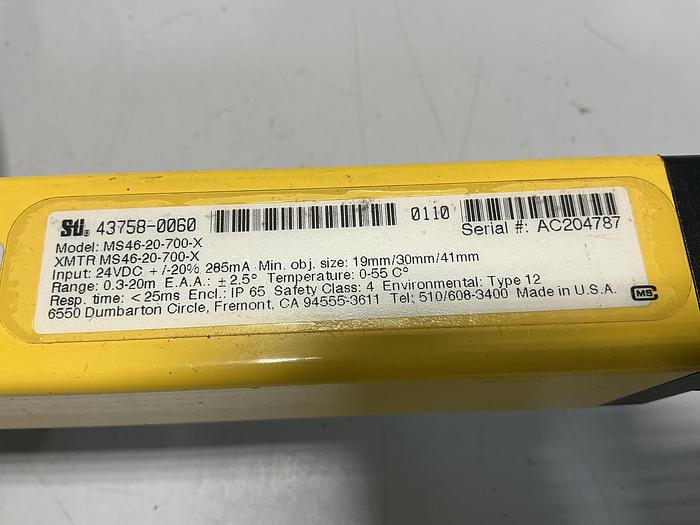 Sti® 43758-0060 0110
Serial #: AC204787
Model: MS46-20-700-X
XMTR MS46-20-700-X
Input: 24VDC +/-20% 285mA Min. obj. size: 19mm/30mm/41mm
Range: 0.3-20m E.A.A.: ±2.5° Temperature: 0-55 C°
Resp. time: <25ms Encl: IP 65 Safety Class: 4 Environmental: Type 12
6550 Dumbarton Circle, Fremont, CA 94555-3611 Tel: 510/608-3400 Made in U.S.A.
CMS